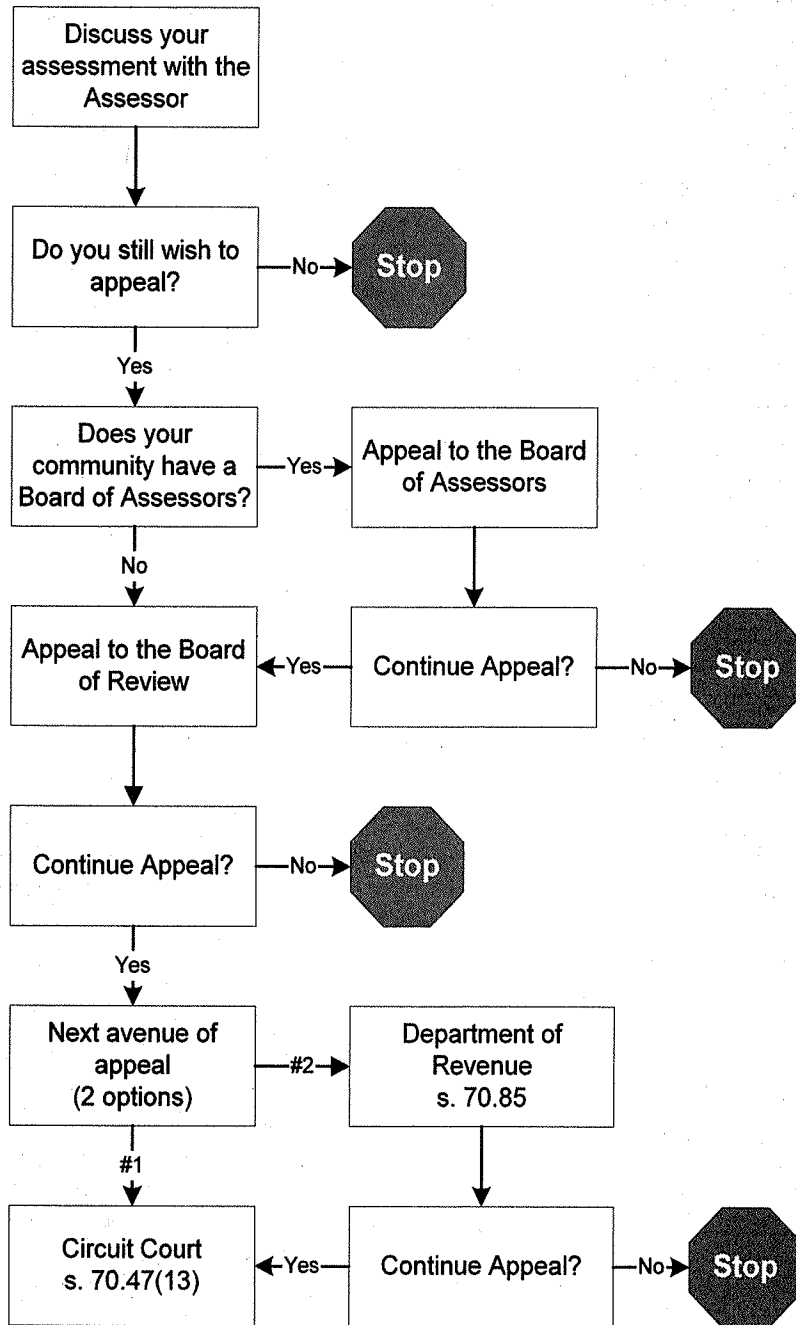 Discuss your
assessment with the
Assessor
Do you still wish to
appeal?
No
Stop
Yes
Does your
community have a
Board of Assessors?
Yes
Appeal to the Board
of Assessors
No
Appeal to the Board
of Review
Yes
Continue Appeal?
No
Stop
Continue Appeal?
No
Stop
Yes
Next avenue of
appeal
(2 options)
#2
Department of
Revenue
s. 70.85
#1
Circuit Court
s. 70.47(13)
Yes
Continue Appeal?
No
Stop